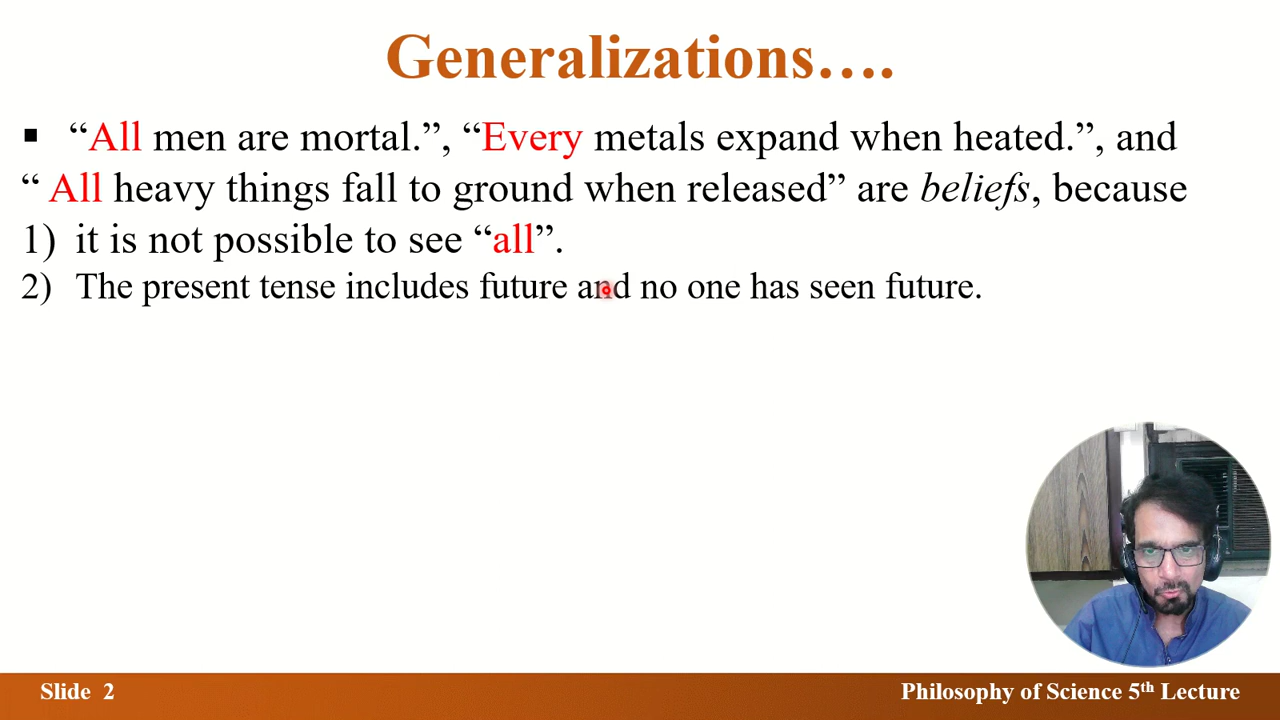 Generalizations….
▪ “All men are mortal.”, “Every metals expand when heated.”, and
“ All heavy things fall to ground when released” are beliefs, because
1) it is not possible to see “all”.
2) The present tense includes future and no one has seen future.
Slide 2
Philosophy of Science 5th Lecture